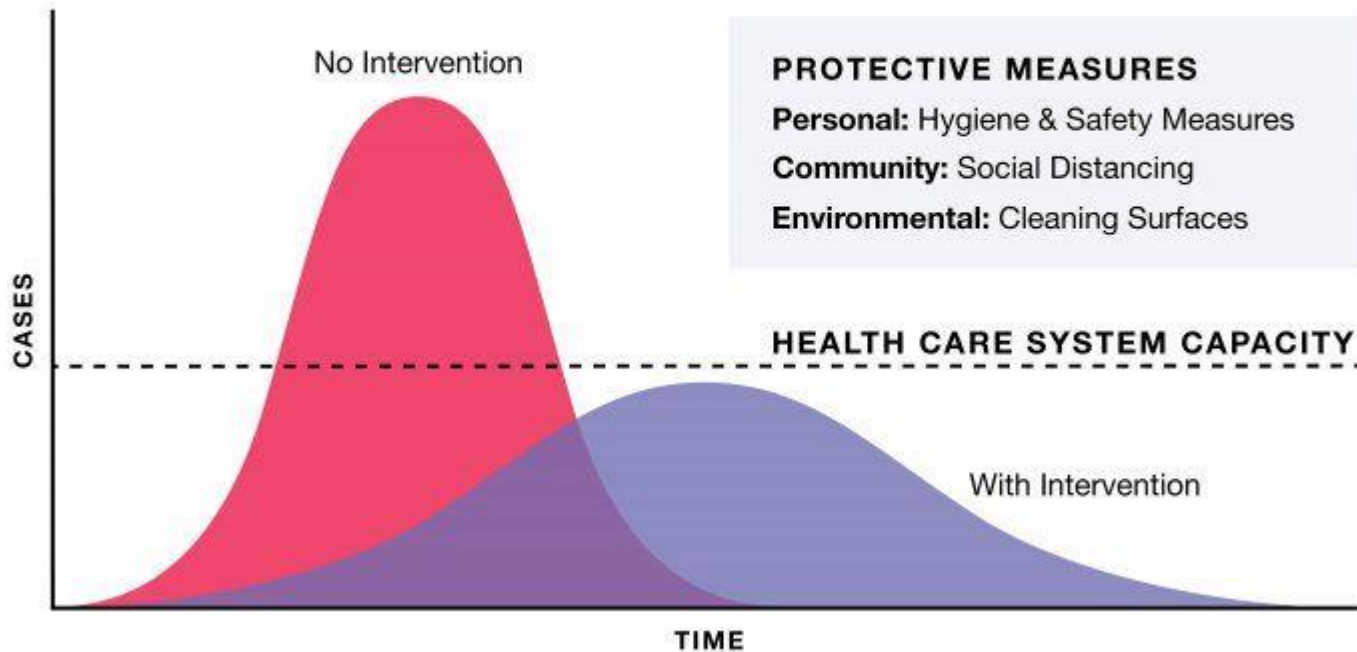 No Intervention
PROTECTIVE MEASURES
Personal: Hygiene & Safety Measures
Community: Social Distancing
Environmental: Cleaning Surfaces
CASES
HEALTH CARE SYSTEM CAPACITY
With Intervention
TIME